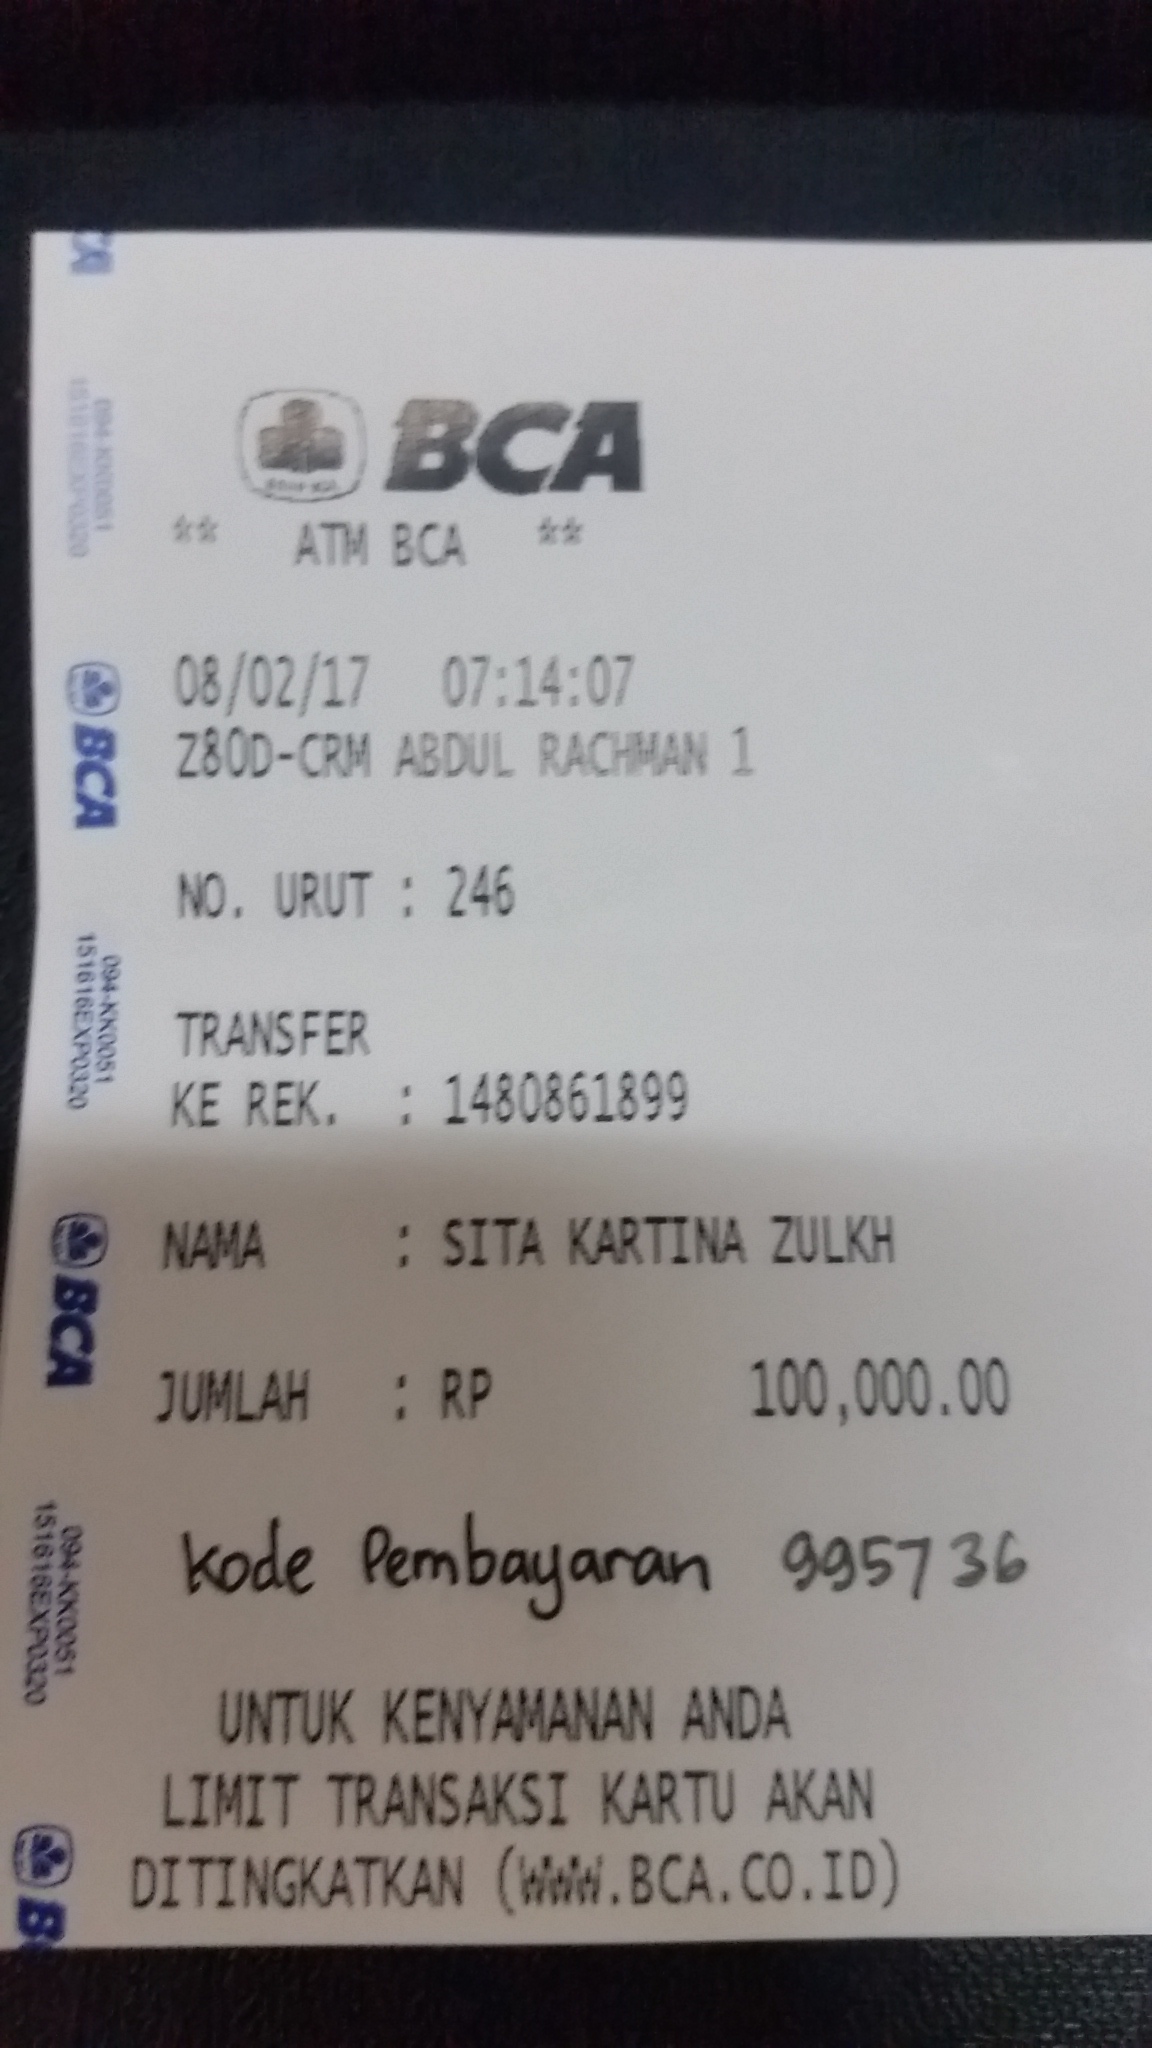 BCA
** ATM BCA **
08/02/17 07:14:07
Z80D-CRM ABDUL RACHMAN 1
NO. URUT : 246
TRANSFER
KE REK. : 1480861899
NAMA : SITA KARTINA ZULKH
JUMLAH : RP 100,000.00
Kode Pembayaran 995736
UNTUK KENYAMANAN ANDA
LIMIT TRANSAKSI KARTU AKAN
DITINGKATKAN (WWW.BCA.CO.ID)
CA
094-KK0051
151616EXP0320
BCA
094-KK0051
151616EXP0320
BCA
094-KK0051
151616EXP0320